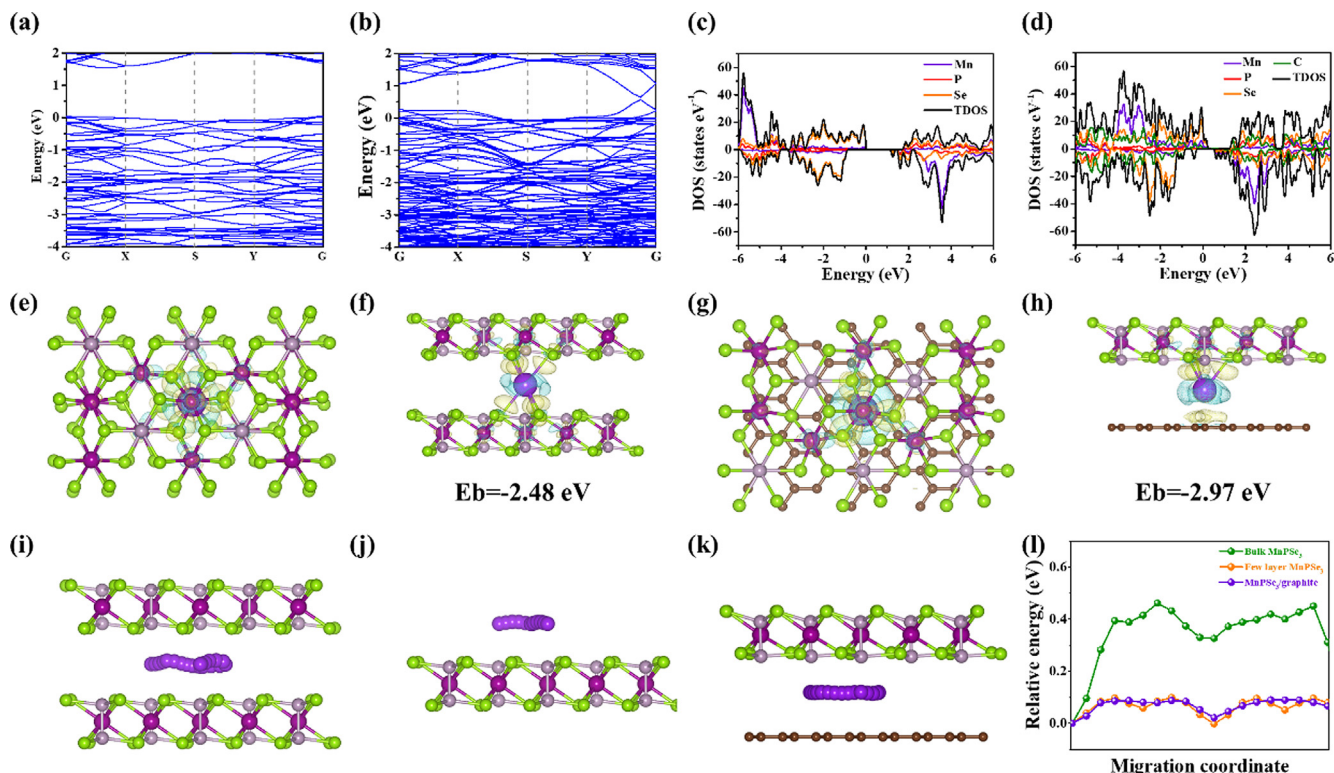 (a)
2
1
0
-1
-2
-3
-4
Energy (eV)
G X S Y G
(b)
2
1
0
-1
-2
-3
-4
Energy (eV)
G X S Y G
(c)
60
40
20
0
-20
-40
-60
DOS (states eV⁻¹)
Mn
P
Se
TDOS
-6 -4 -2 0 2 4 6
Energy (eV)
(d)
60
40
20
0
-20
-40
-60
DOS (states eV⁻¹)
Mn C
P TDOS
Se
-6 -4 -2 0 2 4 6
Energy (eV)
(e)
(f)
Eb=-2.48 eV
(g)
(h)
Eb=-2.97 eV
(i)
(j)
(k)
(l)
0.6
0.4
0.2
0.0
Relative energy (eV)
Bulk MnPSe₃
Few layer MnPSe₃
MnPSe₃/graphite
Migration coordinate